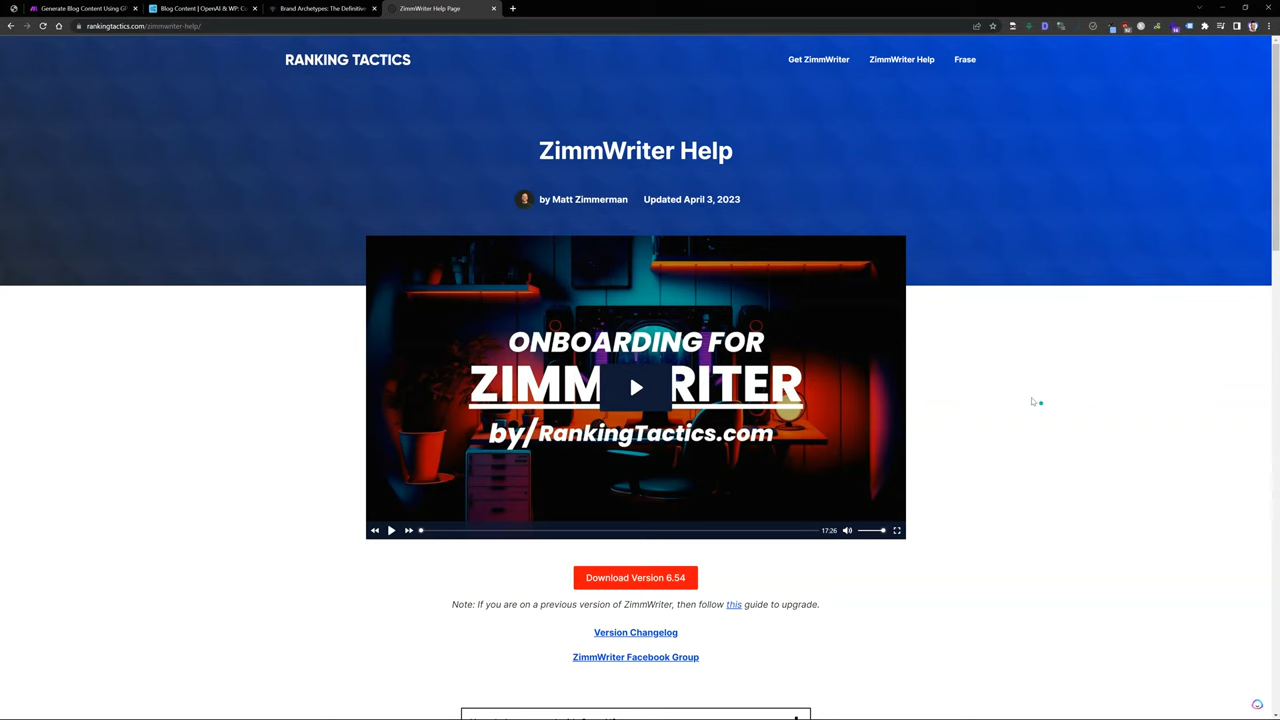 Generate Blog Content Using GP
Blog Content | OpenAI & WP: Co
Brand Archetypes: The Definitive
ZimmWriter Help Page
rankingtactics.com/zimmwriter-help/
RANKING TACTICS
Get ZimmWriter
ZimmWriter Help
Frase
ZimmWriter Help
by Matt Zimmerman
Updated April 3, 2023
ONBOARDING FOR
ZIMM RITER
by/RankingTactics.com
17:26
Download Version 6.54
Note: If you are on a previous version of ZimmWriter, then follow this guide to upgrade.
Version Changelog
ZimmWriter Facebook Group